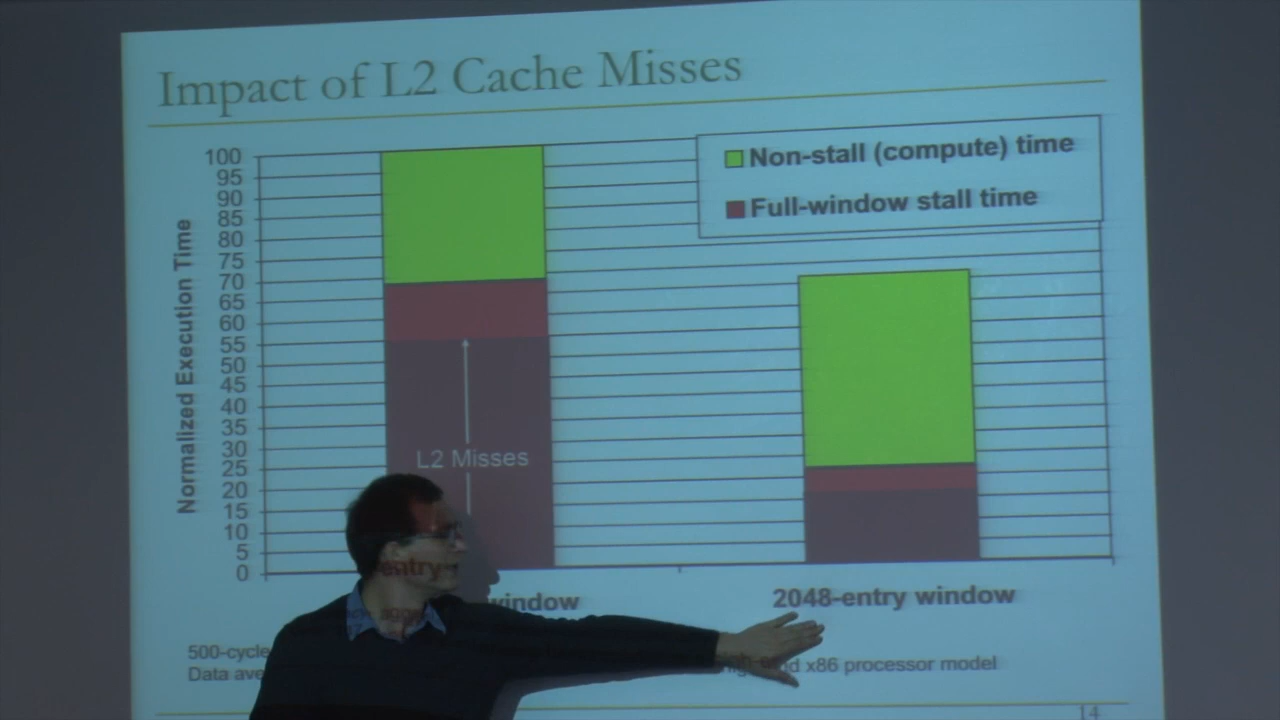 Impact of L2 Cache Misses
Non-stall (compute) time
Full-window stall time
Normalized Execution Time
100
95
90
85
80
75
70
65
60
55
50
45
40
35
30
25
20
15
10
5
0
L2 Misses
entry window
2048-entry window
500-cycle
Data x86 processor model
14